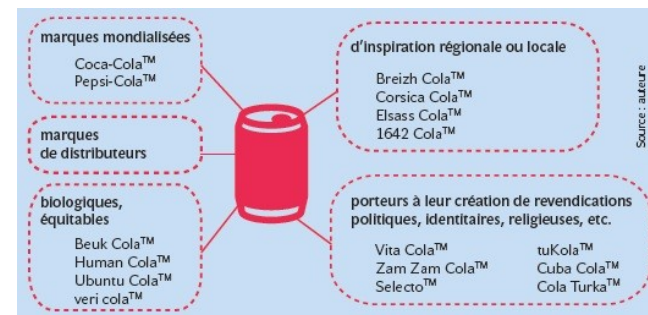 marques mondialisées
Coca-Cola™
Pepsi-Cola™
marques
de distributeurs
biologiques,
équitables
Beuk Cola™
Human Cola™
Ubuntu Cola™
veri cola™
d'inspiration régionale ou locale
Breizh Cola™
Corsica Cola™
Elsass Cola™
1642 Cola™
porteurs à leur création de revendications
politiques, identitaires, religieuses, etc.
Vita Cola™
Zam Zam Cola™
Selecto™
tuKola™
Cuba Cola™
Cola Turka™
Source : auteure